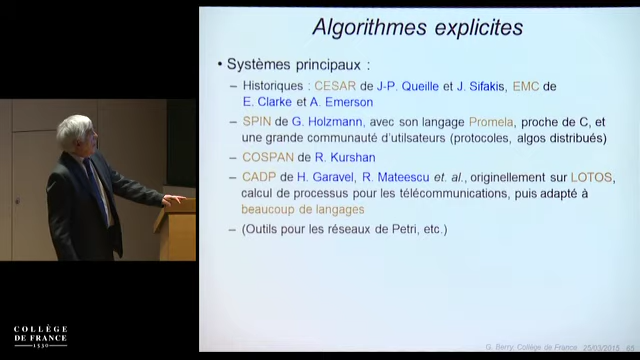 Algorithmes explicites
• Systèmes principaux :
– Historiques : CESAR de J-P. Queille et J. Sifakis, EMC de
E. Clarke et A. Emerson
– SPIN de G. Holzmann, avec son langage Promela, proche de C, et
une grande communauté d'utilsateurs (protocoles, algos distribués)
– COSPAN de R. Kurshan
– CADP de H. Garavel, R. Mateescu et. al., originellement sur LOTOS,
calcul de processus pour les télécommunications, puis adapté à
beaucoup de langages
– (Outils pour les réseaux de Petri, etc.)
COLLÈGE
DE FRANCE
1530
G. Berry, Collège de France 25/03/2015 65